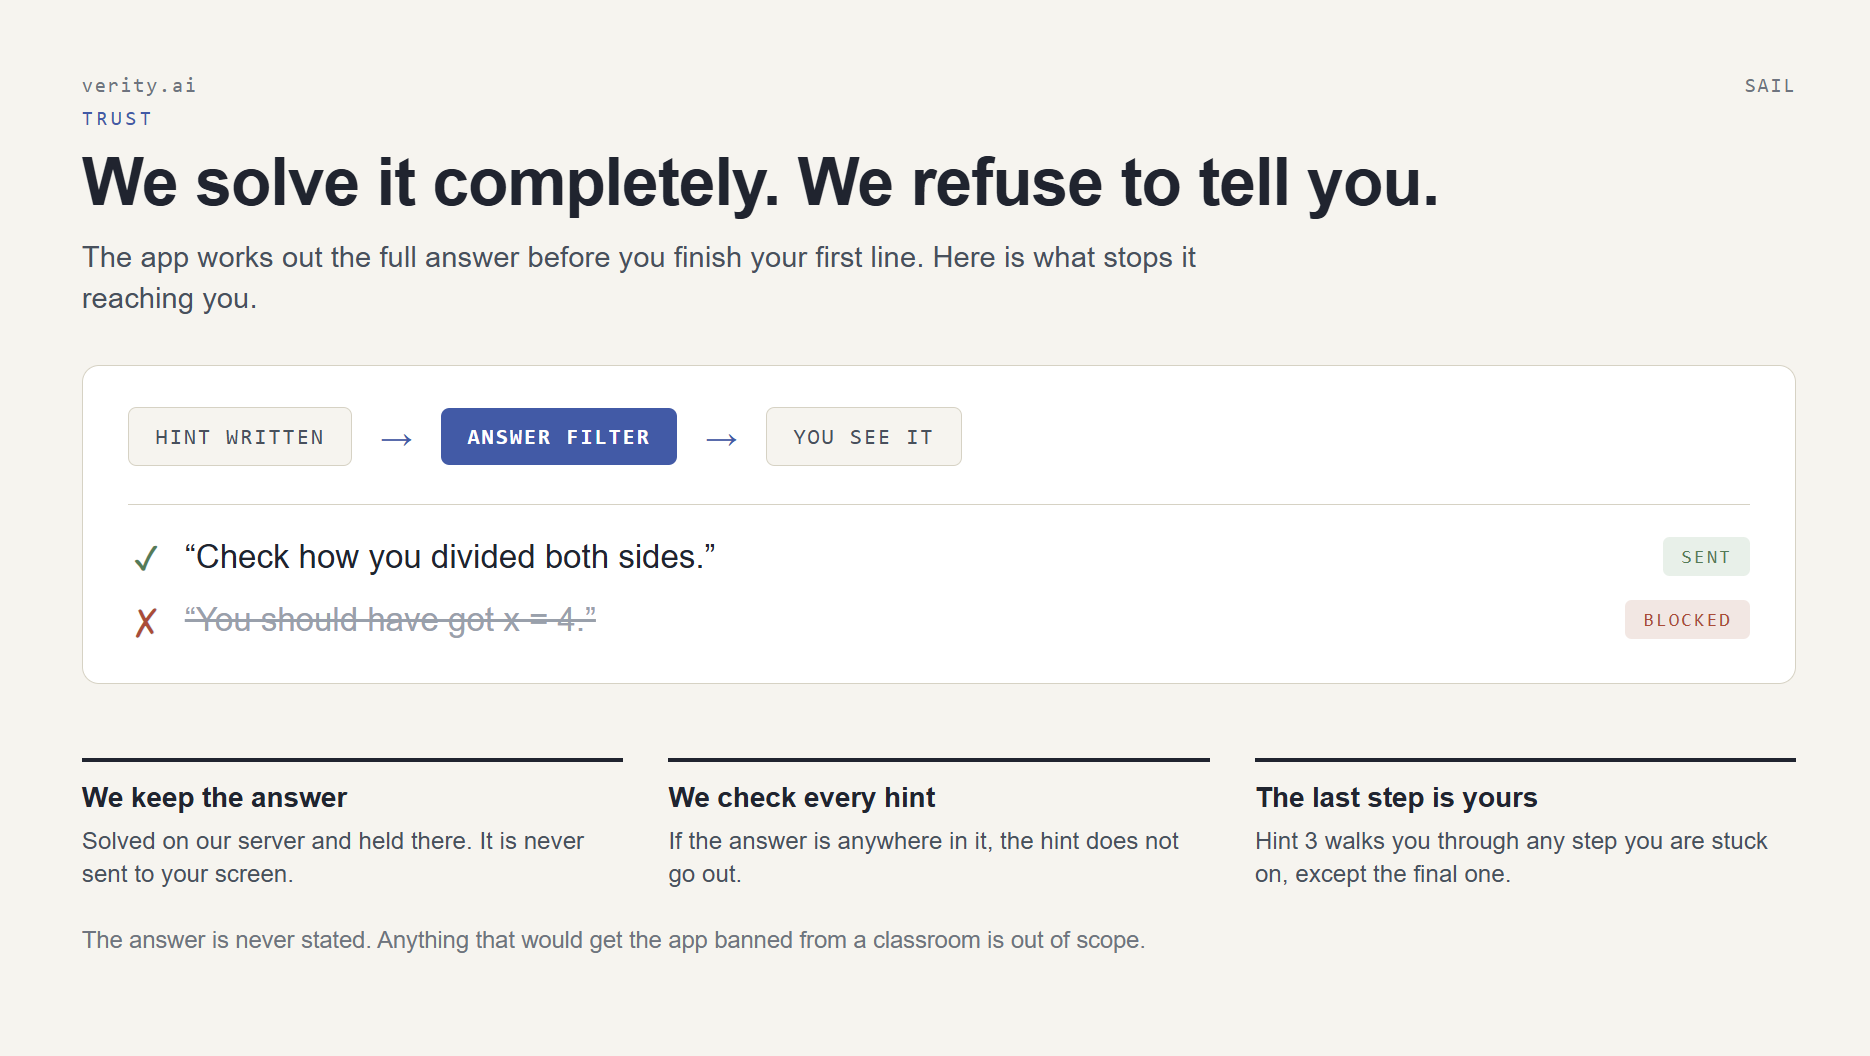 verity.ai
SAIL
TRUST
We solve it completely. We refuse to tell you.
The app works out the full answer before you finish your first line. Here is what stops it
reaching you.
HINT WRITTEN → ANSWER FILTER → YOU SEE IT
✓ “Check how you divided both sides.” SENT
✗ “You should have got x = 4.” BLOCKED
We keep the answer
Solved on our server and held there. It is never
sent to your screen.
We check every hint
If the answer is anywhere in it, the hint does not
go out.
The last step is yours
Hint 3 walks you through any step you are stuck
on, except the final one.
The answer is never stated. Anything that would get the app banned from a classroom is out of scope.